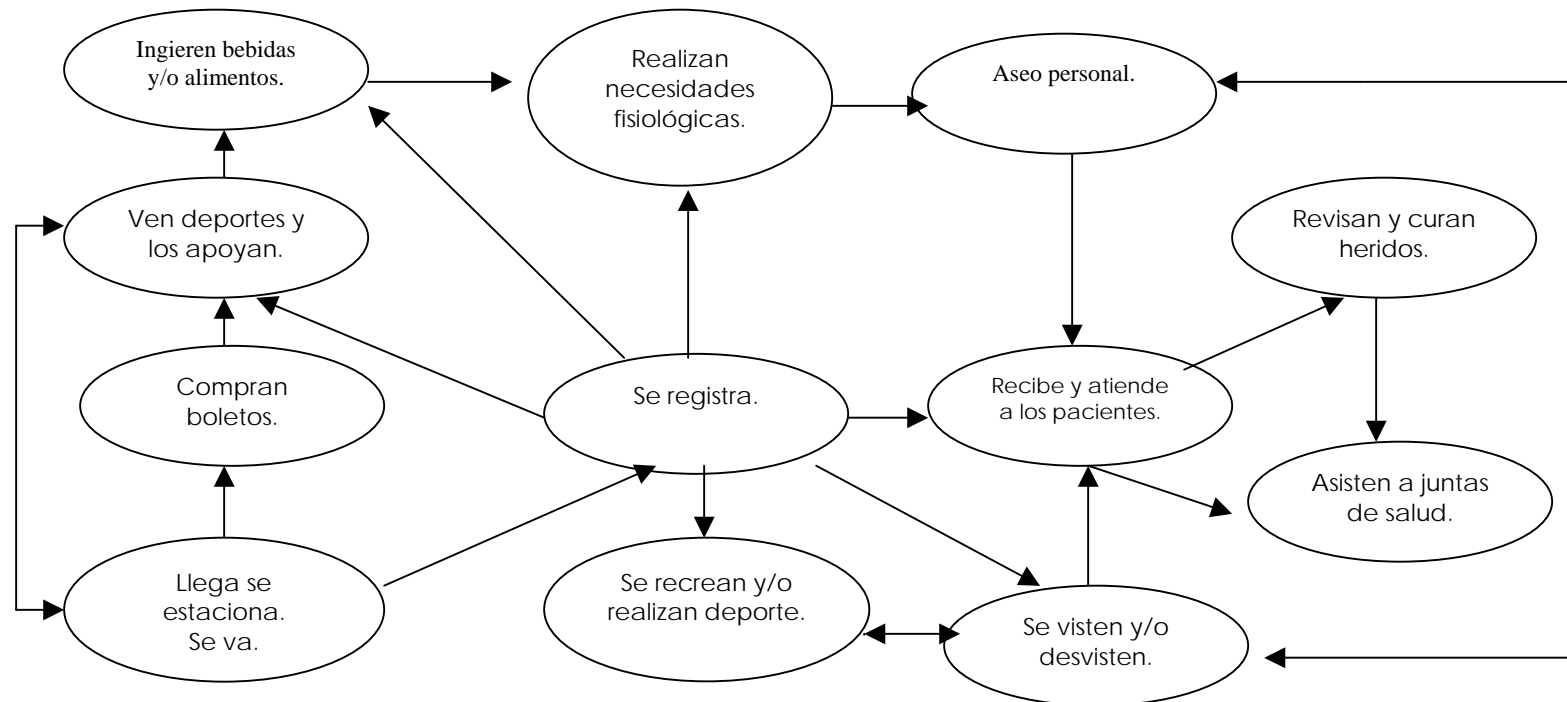 Ingieren bebidas
y/o alimentos.
Realizan
necesidades
fisiológicas.
Aseo personal.
Ven deportes y
los apoyan.
Revisan y curan
heridos.
Compran
boletos.
Se registra.
Recibe y atiende
a los pacientes.
Asisten a juntas
de salud.
Llega se
estaciona.
Se va.
Se recrean y/o
realizan deporte.
Se visten y/o
desvisten.